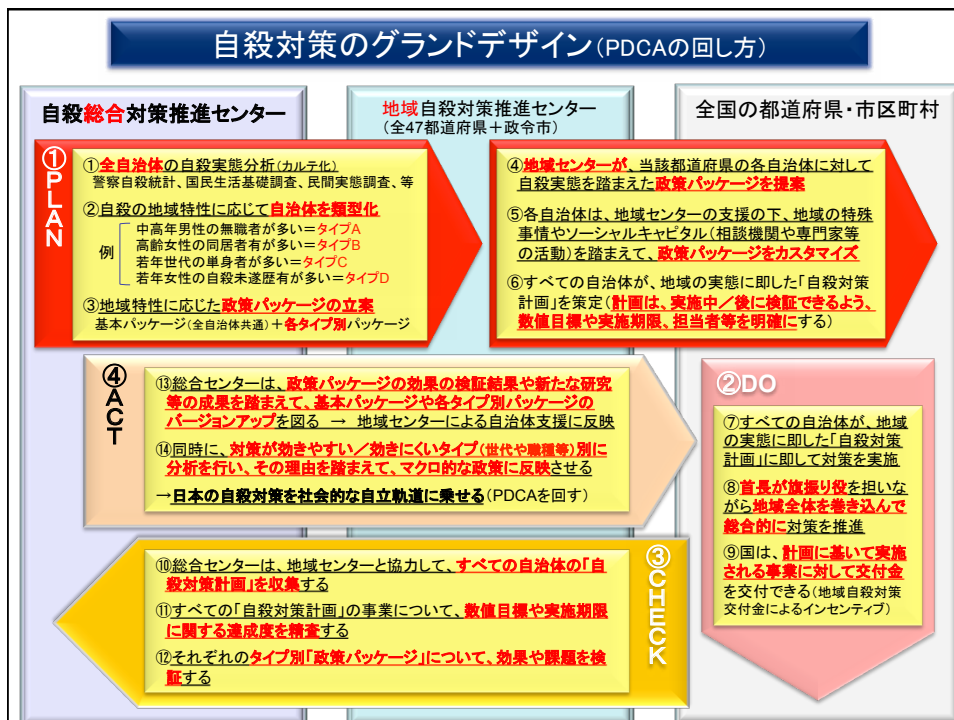 自殺対策のグランドデザイン(PDCAの回し方)
自殺総合対策推進センター
地域自殺対策推進センター
(全47都道府県+政令市)
全国の都道府県・市区町村
①PLAN
①全自治体の自殺実態分析(カルテ化)
警察自殺統計、国民生活基礎調査、民間実態調査、等
②自殺の地域特性に応じて自治体を類型化
例
中高年男性の無職者が多い=タイプA
高齢女性の同居者有が多い=タイプB
若年世代の単身者が多い=タイプC
若年女性の自殺未遂歴有が多い=タイプD
③地域特性に応じた政策パッケージの立案
基本パッケージ(全自治体共通)+各タイプ別パッケージ
④地域センターが、当該都道府県の各自治体に対して
自殺実態を踏まえた政策パッケージを提案
⑤各自治体は、地域センターの支援の下、地域の特殊
事情やソーシャルキャピタル(相談機関や専門家等
の活動)を踏まえて、政策パッケージをカスタマイズ
⑥すべての自治体が、地域の実態に即した「自殺対策
計画」を策定(計画は、実施中/後に検証できるよう、
数値目標や実施期限、担当者等を明確にする)
②DO
⑦すべての自治体が、地域
の実態に即した「自殺対策
計画」に即して対策を実施
⑧首長が旗振り役を担いな
がら地域全体を巻き込んで
総合的に対策を推進
⑨国は、計画に基いて実施
される事業に対して交付金
を交付できる(地域自殺対策
交付金によるインセンティブ)
③CHECK
⑩総合センターは、地域センターと協力して、すべての自治体の「自
殺対策計画」を収集する
⑪すべての「自殺対策計画」の事業について、数値目標や実施期限
に関する達成度を精査する
⑫それぞれのタイプ別「政策パッケージ」について、効果や課題を検
証する
④ACT
⑬総合センターは、政策パッケージの効果の検証結果や新たな研究
等の成果を踏まえて、基本パッケージや各タイプ別パッケージの
バージョンアップを図る → 地域センターによる自治体支援に反映
⑭同時に、対策が効きやすい/効きにくいタイプ(世代や職種等)別に
分析を行い、その理由を踏まえて、マクロ的な政策に反映させる
→日本の自殺対策を社会的な自立軌道に乗せる(PDCAを回す)